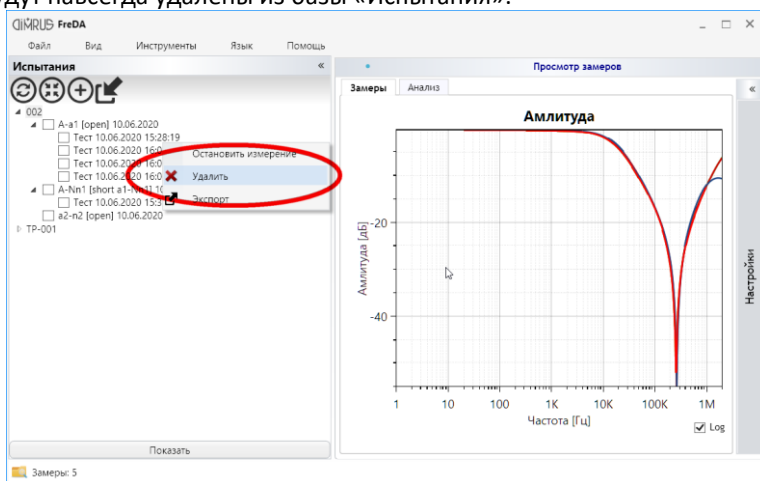 будут навсегда удалены из базы «Испытания».
DIMRUS FreDA
Файл Вид Инструменты Язык Помощь
Испытания «
Просмотр замеров
Замеры Анализ «
002
A-a1 [open] 10.06.2020
Тест 10.06.2020 15:28:19
Тест 10.06.2020 16:0
Тест 10.06.2020 16:0
Тест 10.06.2020 16:0
A-Nn1 [short a1-Nn1] 10
Тест 10.06.2020 15:3
a2-n2 [open] 10.06.2020
TP-001
Остановить измерение
Удалить
Экспорт
Амлитуда
Амлитуда [дБ]
-20
-40
1 10 100 1K 10K 100K 1M
Частота [Гц]
Log
Настройки
Показать
Замеры: 5